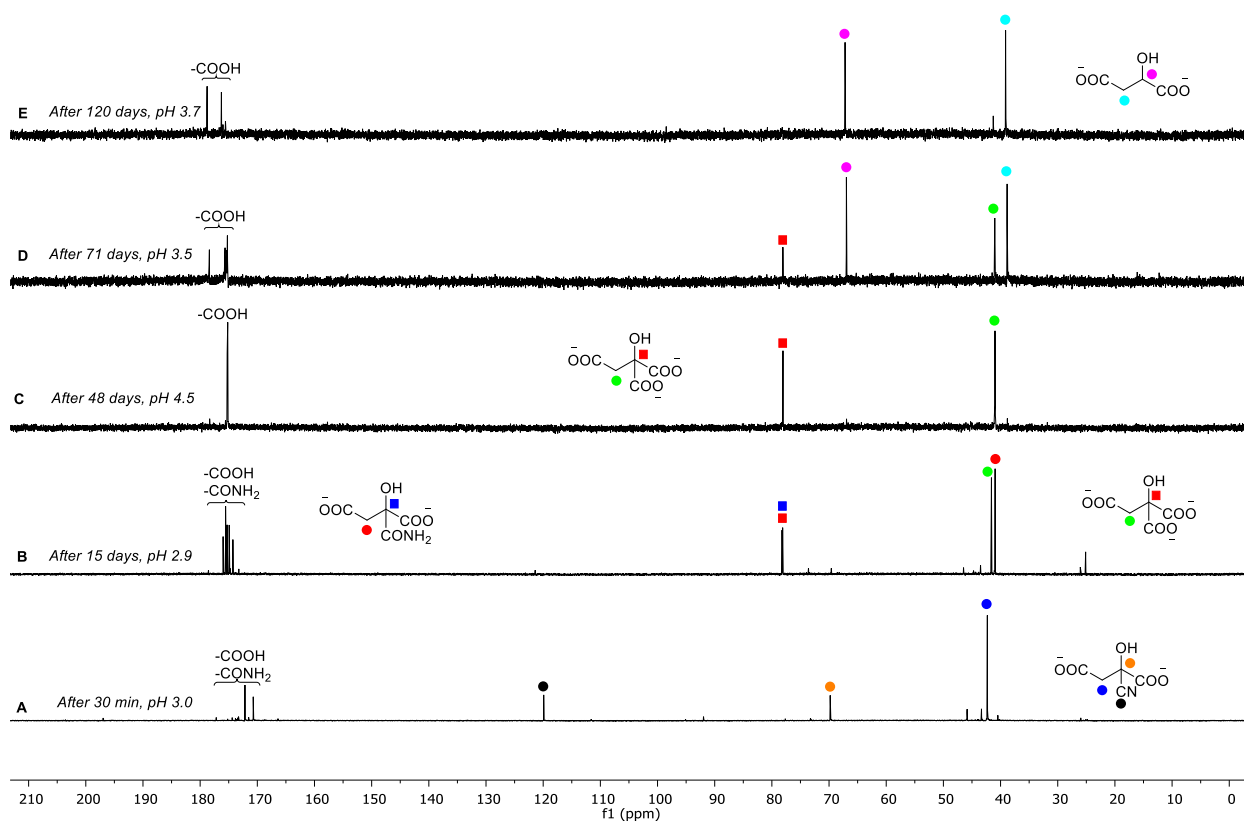 -COOH
OH
⁻OOC
COO⁻
E After 120 days, pH 3.7
-COOH
D After 71 days, pH 3.5
-COOH
OH
⁻OOC
COO⁻
COO⁻
C After 48 days, pH 4.5
-COOH
-CONH₂
OH
⁻OOC
COO⁻
CONH₂
OH
⁻OOC
COO⁻
COO⁻
B After 15 days, pH 2.9
-COOH
-CONH₂
OH
⁻OOC
COO⁻
CN
A After 30 min, pH 3.0
210 200 190 180 170 160 150 140 130 120 110 100 90 80 70 60 50 40 30 20 10 0
f1 (ppm)